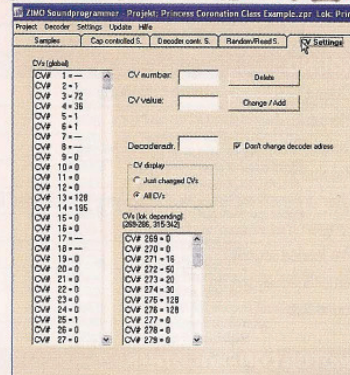 ZIMO Soundprogrammer - Projekt: Princess Coronation Class Example.zpr Lok: Prin
Project Decoder Settings Update Hilfe
Samples Cap controlled S. Decoder contr. S. Random/Reed S. CV Settings
CVs (global)
CV# 1 = ---
CV# 2 = 1
CV# 3 = 72
CV# 4 = 36
CV# 5 = 1
CV# 6 = 1
CV# 7 = ---
CV# 8 = ---
CV# 9 = 0
CV# 10 = 0
CV# 11 = 0
CV# 12 = 0
CV# 13 = 128
CV# 14 = 195
CV# 15 = 0
CV# 16 = 0
CV# 17 = ---
CV# 18 = ---
CV# 19 = 0
CV# 20 = 0
CV# 21 = 0
CV# 22 = 0
CV# 23 = 0
CV# 24 = 0
CV# 25 = 1
CV# 26 = 0
CV# 27 = 0
CV number:
Delete
CV value:
Change / Add
Decoderadr.
Don't change decoder adress
CV display
Just changed CVs
All CVs
CVs (lok depending)
(269-286, 315-342)
CV# 269 = 0
CV# 270 = 0
CV# 271 = 16
CV# 272 = 50
CV# 273 = 20
CV# 274 = 30
CV# 275 = 128
CV# 276 = 128
CV# 277 = 0
CV# 278 = 0
CV# 279 = 0